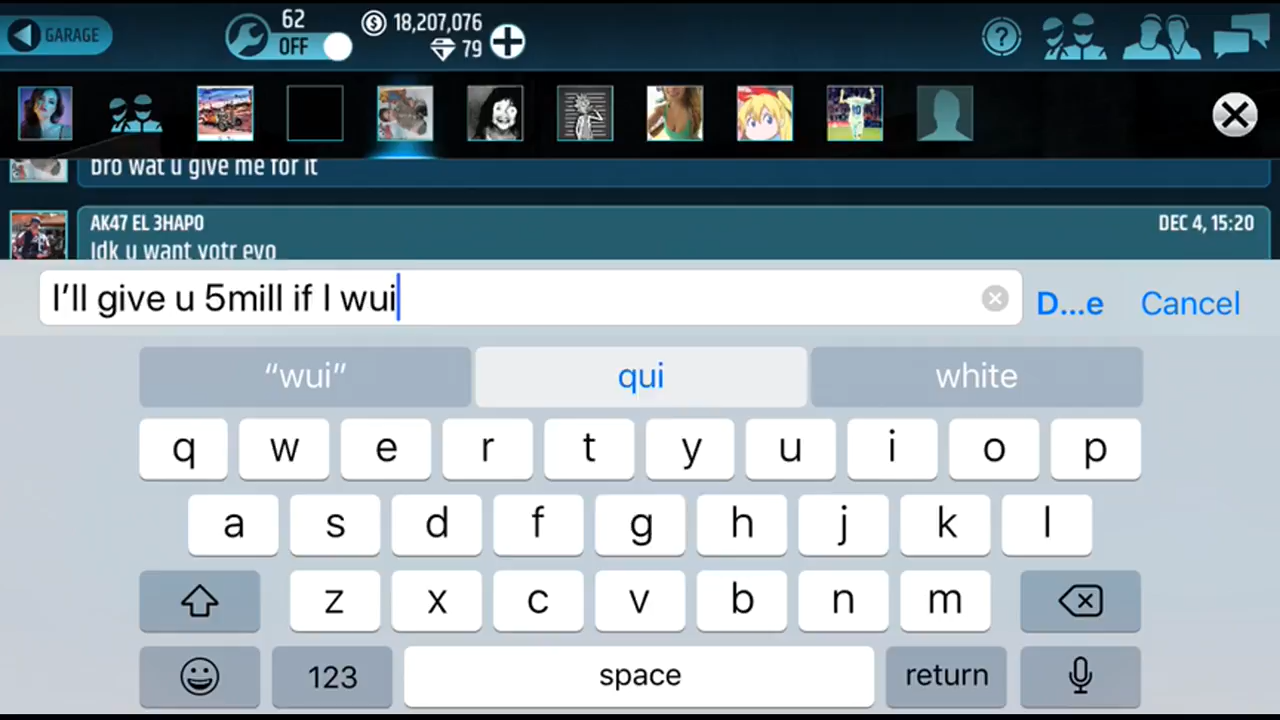 GARAGE
62
OFF
18,207,076
79
?
bro wat u give me for it
AK47 EL 3HAPO
DEC 4, 15:20
Idk u want yotr evo
I'll give u 5mill if I wui
D...e
Cancel
“wui”
qui
white
q w e r t y u i o p
a s d f g h j k l
z x c v b n m
123
space
return